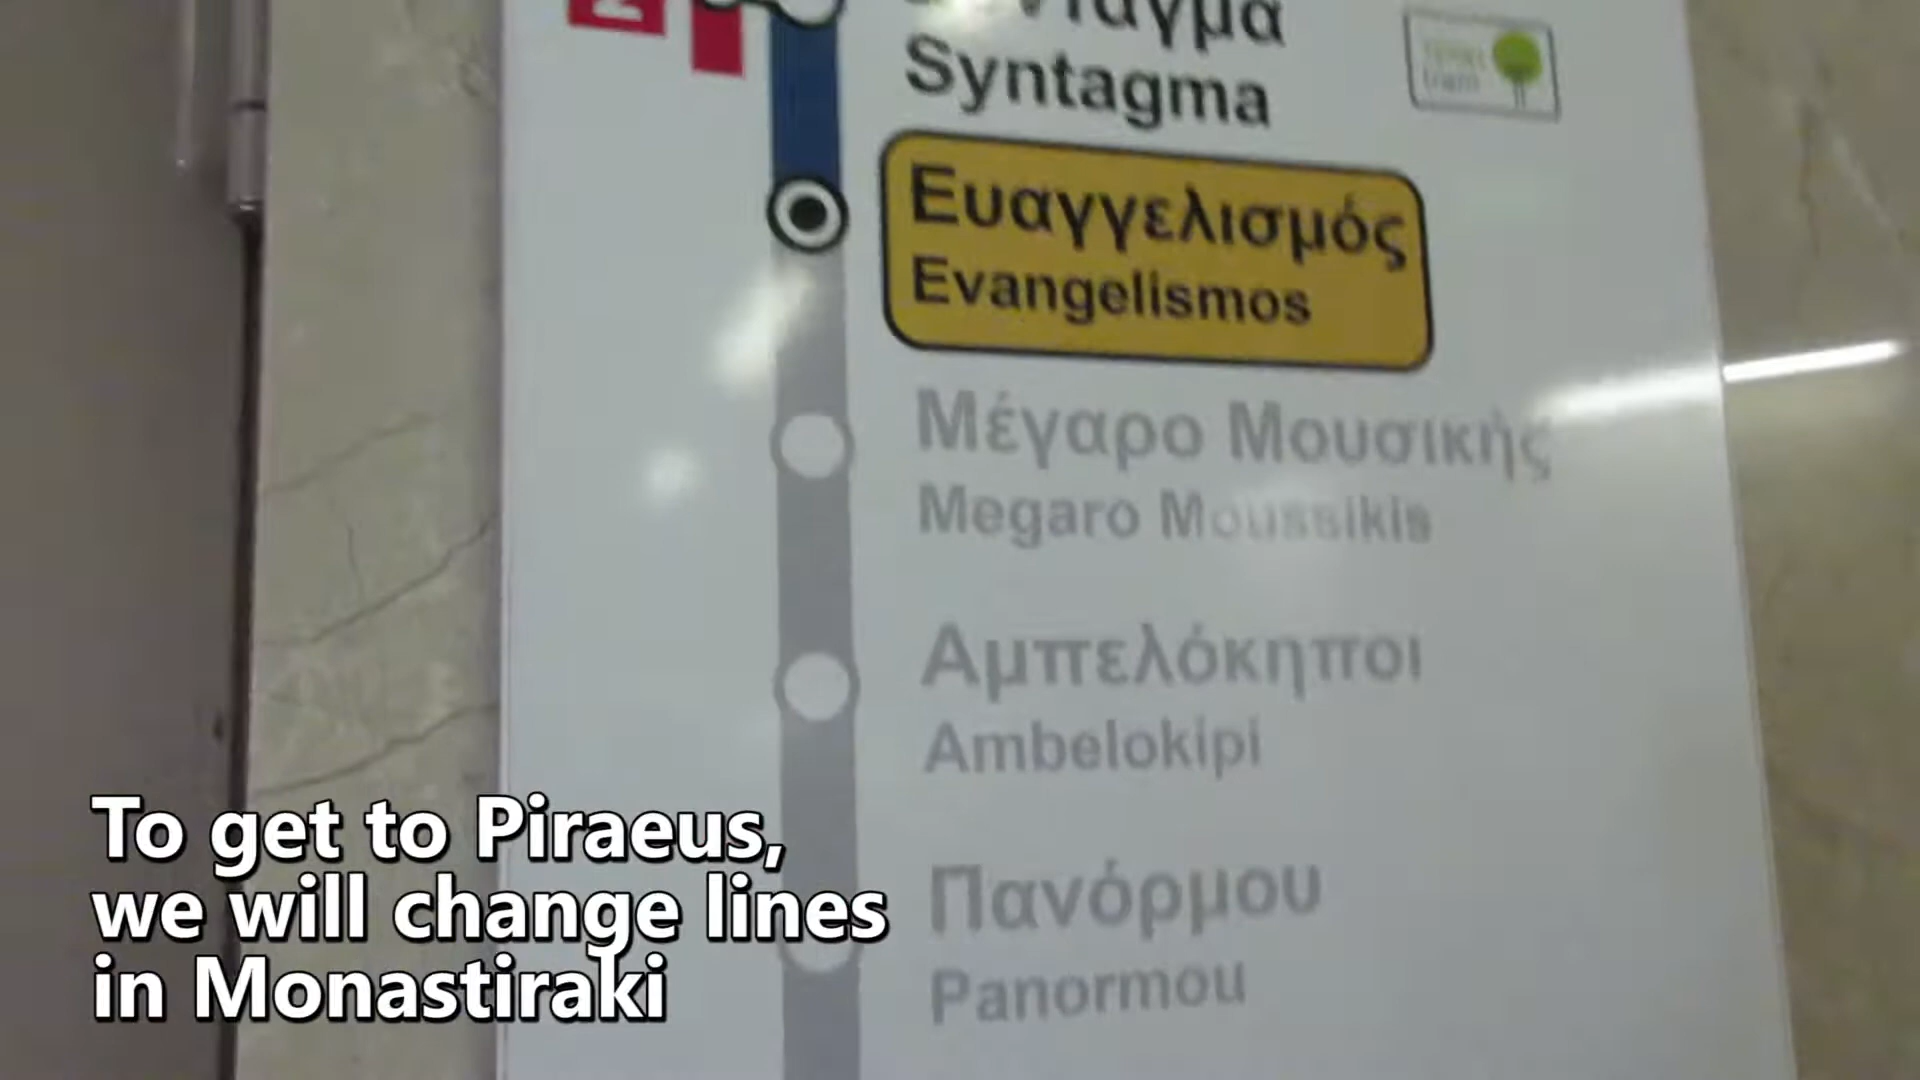 2
Syntagma
Ευαγγελισμός
Evangelismos
Μέγαρο Μουσικής
Megaro Moussikis
Αμπελόκηποι
Ambelokipi
Πανόρμου
Panormou
To get to Piraeus,
we will change lines
in Monastiraki